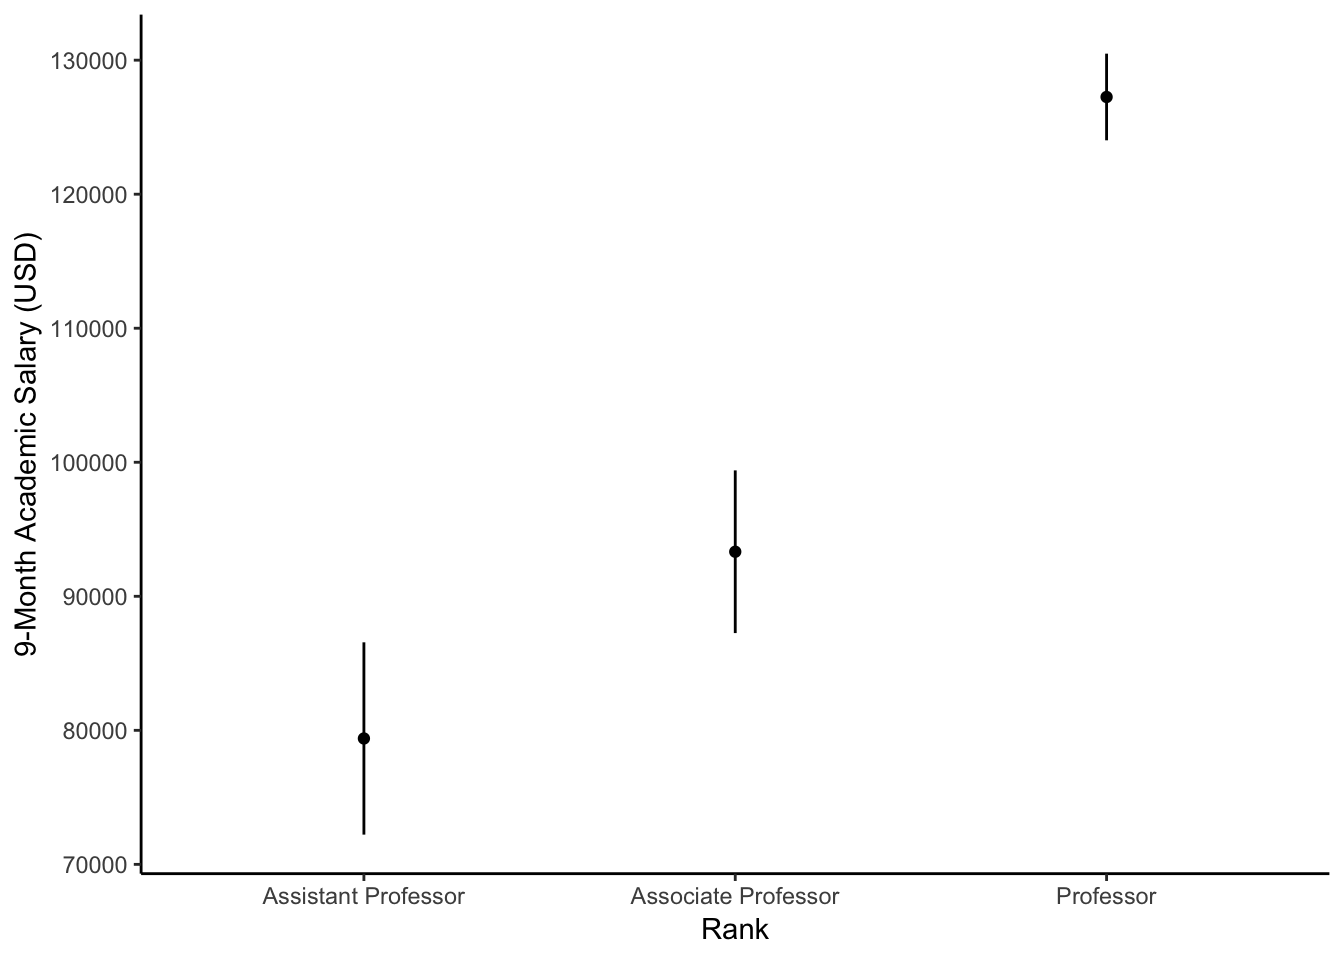 9-Month Academic Salary (USD)
130000
120000
110000
100000
90000
80000
70000
Assistant Professor
Associate Professor
Professor
Rank